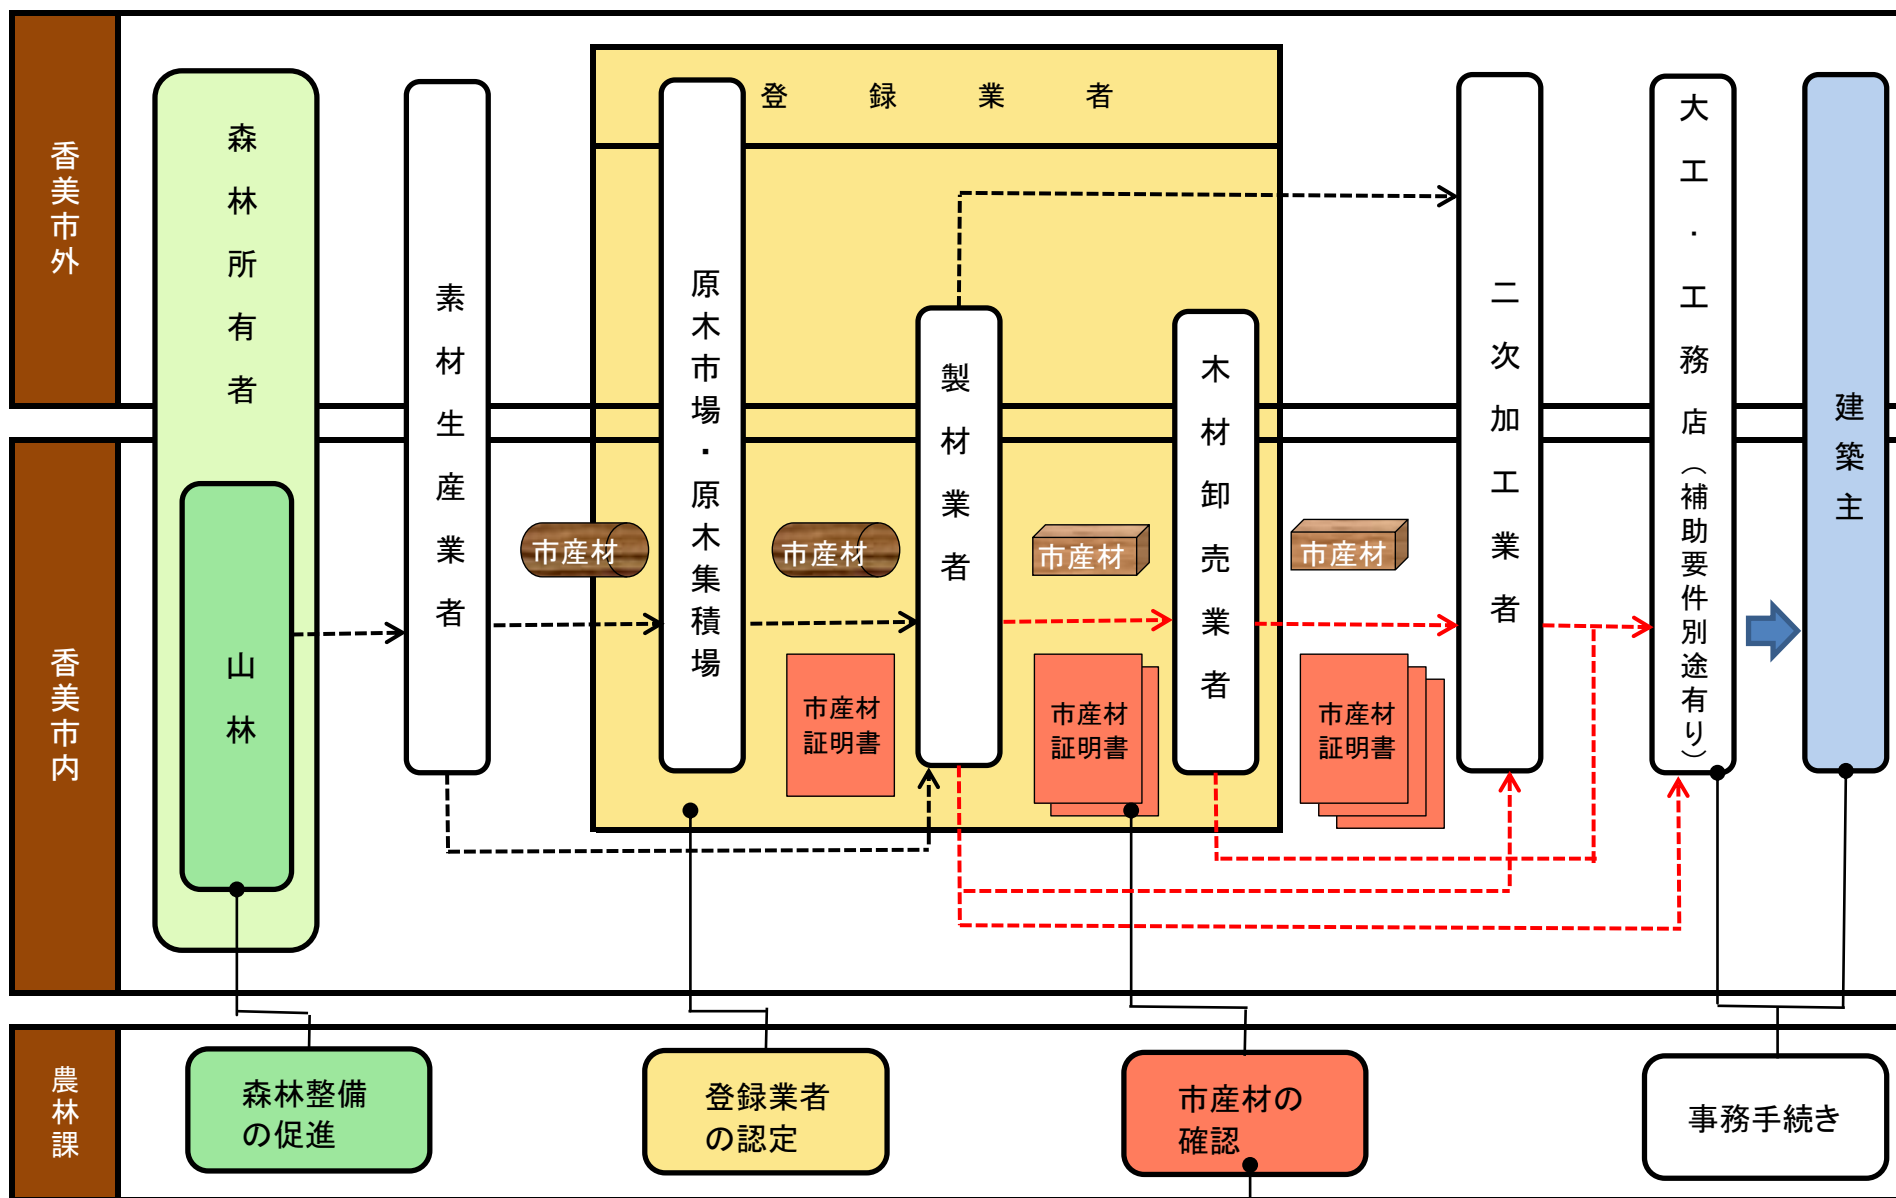 香美市外
香美市内
農林課
登録業者
森林所有者
山林
素材生産業者
原木市場・原木集積場
製材業者
木材卸売業者
二次加工業者
大工・工務店（補助要件別途有り）
建築主
市産材
市産材
市産材
市産材
市産材
証明書
市産材
証明書
市産材
証明書
森林整備
の促進
登録業者
の認定
市産材の
確認
事務手続き